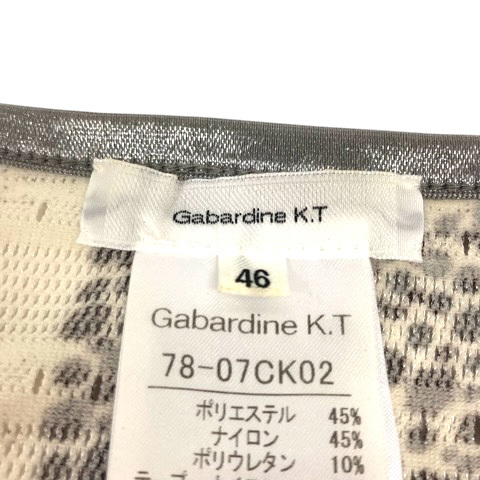 Gabardine K.T
46
Gabardine K.T
78-07CK02
ポリエステル 45%
ナイロン 45%
ポリウレタン 10%